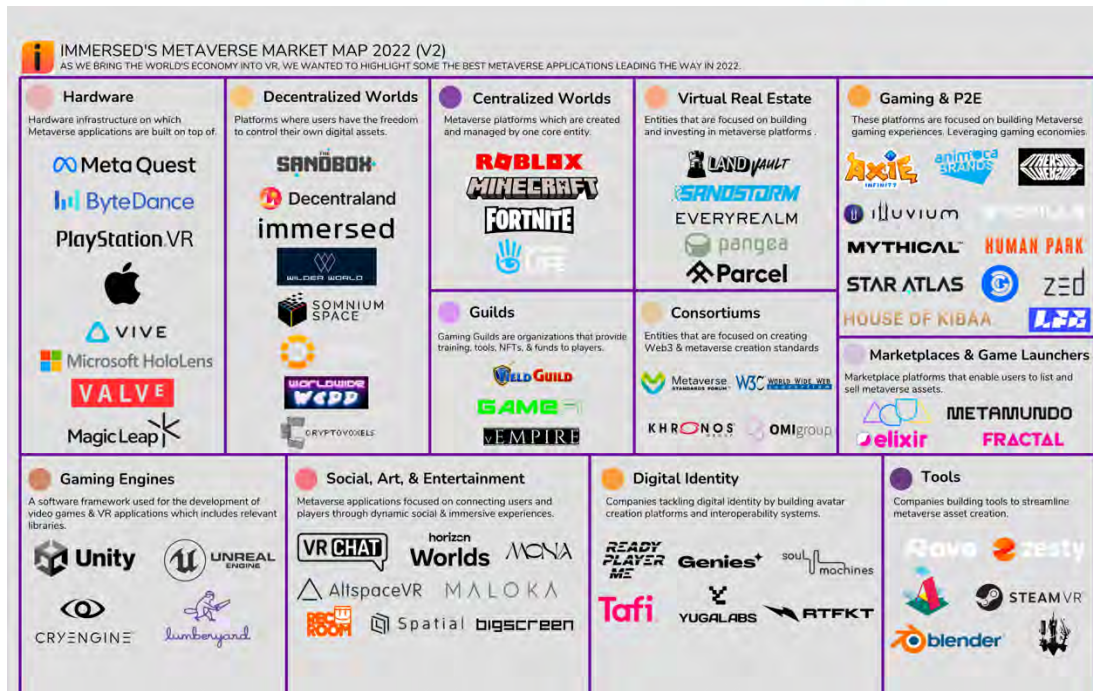 IMMERSED'S METAVERSE MARKET MAP 2022 (V2)
AS WE BRING THE WORLD'S ECONOMY INTO VR, WE WANTED TO HIGHLIGHT SOME THE BEST METAVERSE APPLICATIONS LEADING THE WAY IN 2022.
Hardware
Hardware infrastructure on which
Metaverse applications are built on top of.
Meta Quest
ByteDance
PlayStation.VR
VIVE
Microsoft HoloLens
VALVE
Magic Leap
Decentralized Worlds
Platforms where users have the freedom
to control their own digital assets.
THE
SANDBOX
Decentraland
immersed
WILDER WORLD
SOMNIUM
SPACE
WORLDWIDE
WEBB
CRYPTOVOXELS
Centralized Worlds
Metaverse platforms which are created
and managed by one core entity.
ROBLOX
MINECRAFT
FORTNITE
LIFE
Guilds
Gaming Guilds are organizations that provide
training, tools, NFTs, & funds to players.
YIELD GUILD
GAMEFI
vEMPIRE
Virtual Real Estate
Entities that are focused on building
and investing in metaverse platforms .
LANDVAULT
SANDSTORM
EVERYREALM
pangea
Parcel
Consortiums
Entities that are focused on creating
Web3 & metaverse creation standards
Metaverse
STANDARDS FORUM
W3C WORLD WIDE WEB
consortium
KHRONOS
GROUP
OMIgroup
Gaming & P2E
These platforms are focused on building Metaverse
gaming experiences. Leveraging gaming economies.
AXIE
INFINITY
animoca
BRANDS
OTHERSIDE
illuvium
MYTHICAL
HUMAN PARK
STAR ATLAS
G
zed
HOUSE OF KIBAA
Marketplaces & Game Launchers
Marketplace platforms that enable users to list and
sell metaverse assets.
METAMUNDO
elixir
FRACTAL
Gaming Engines
A software framework used for the development of
video games & VR applications which includes relevant
libraries.
Unity
UNREAL
ENGINE
CRYENGINE
lumberyard
Social, Art, & Entertainment
Metaverse applications focused on connecting users and
players through dynamic social & immersive experiences.
VRCHAT
horizon
Worlds
MONA
AltspaceVR
MALOKA
REC
ROOM
Spatial
bigscreen
Digital Identity
Companies tackling digital identity by building avatar
creation platforms and interoperability systems.
READY
PLAYER
ME
Genies
soul
machines
Tafi
YUGALABS
RTFKT
Tools
Companies building tools to streamline
metaverse asset creation.
zesty
STEAMVR
blender